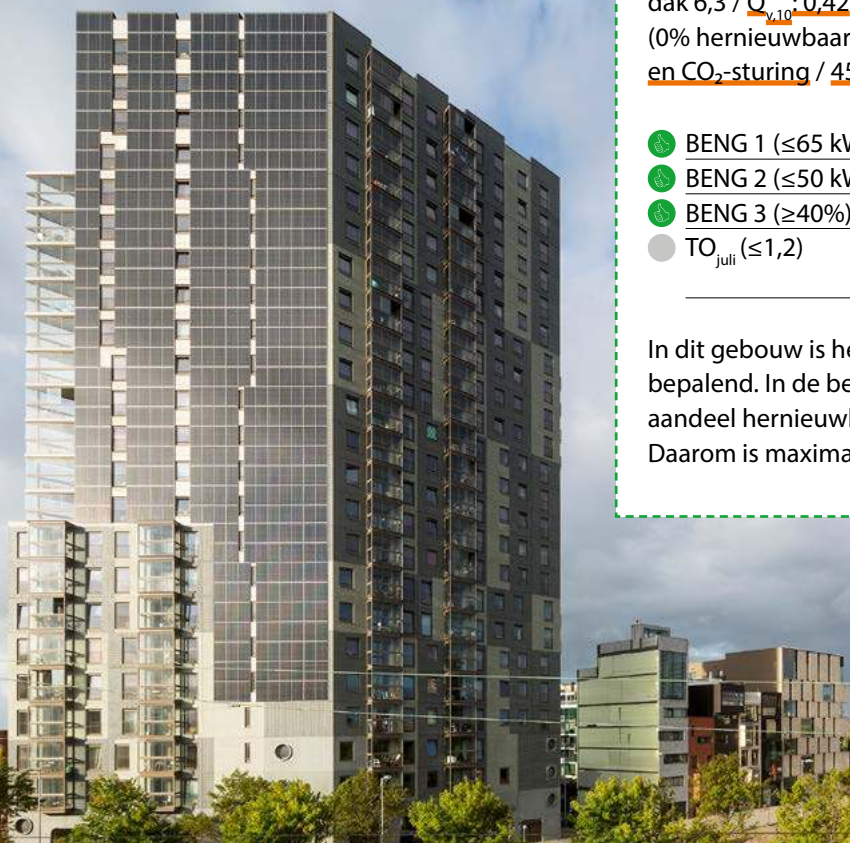 dak 6,3 / Qv,10: 0,42
(0% hernieuwbaar
en CO₂-sturing / 45
BENG 1 (≤65 kW
BENG 2 (≤50 kW
BENG 3 (≥40%)
TOjuli (≤1,2)
In dit gebouw is he
bepalend. In de be
aandeel hernieuwb
Daarom is maxima